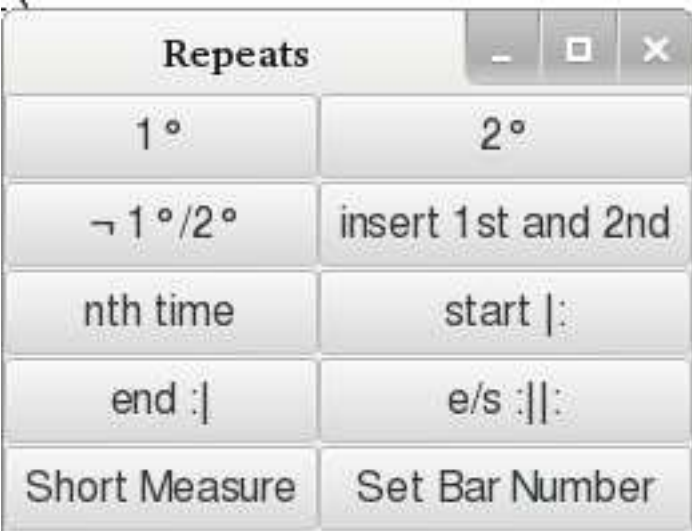 Repeats
1° 2°
¬ 1°/2° insert 1st and 2nd
nth time start |:
end :| e/s :||:
Short Measure Set Bar Number